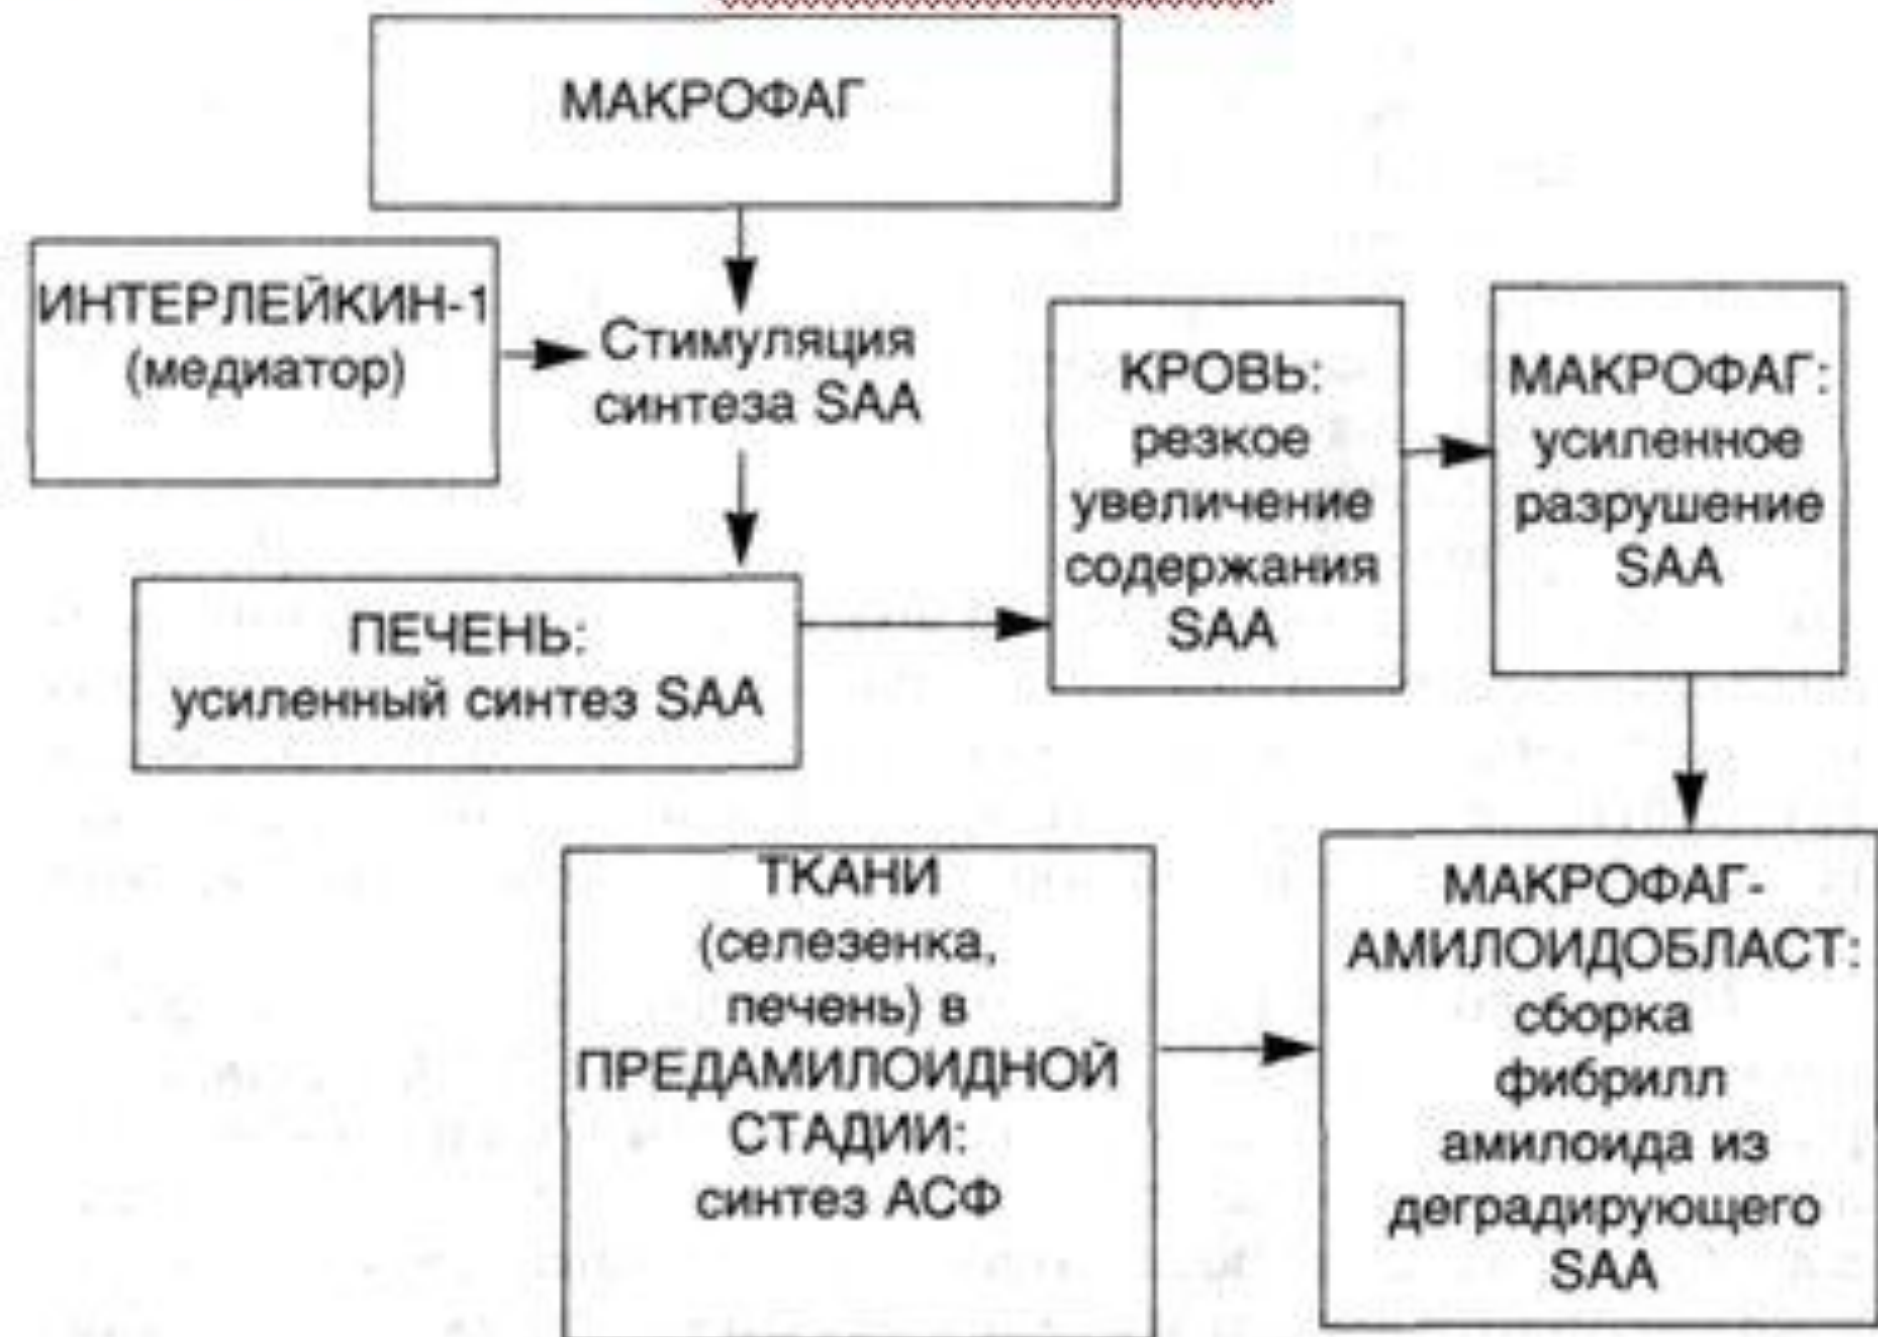 МАКРОФАГ
ИНТЕРЛЕЙКИН-1
(медиатор)
Стимуляция
синтеза SAA
ПЕЧЕНЬ:
усиленный синтез SAA
КРОВЬ:
резкое
увеличение
содержания
SAA
МАКРОФАГ:
усиленное
разрушение
SAA
ТКАНИ
(селезенка,
печень) в
ПРЕДАМИЛОИДНОЙ
СТАДИИ:
синтез АСФ
МАКРОФАГ-
АМИЛОИДОБЛАСТ:
сборка
фибрилл
амилоида из
деградирующего
SAA